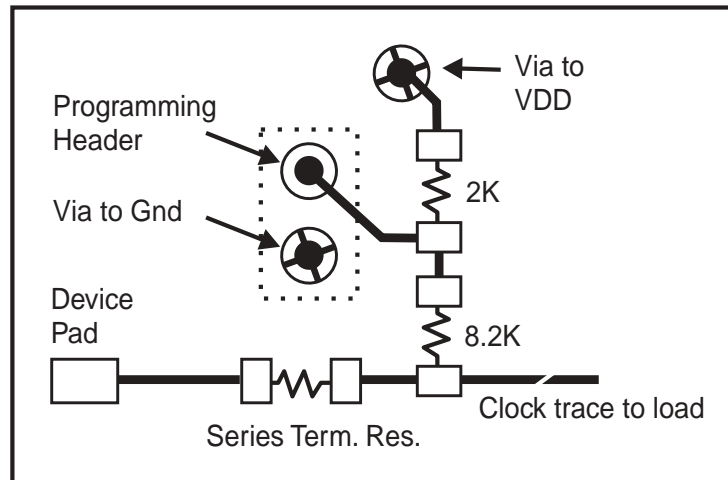 Via to
VDD
Programming
Header
2K
Via to Gnd
Device
Pad
8.2K
Clock trace to load
Series Term. Res.